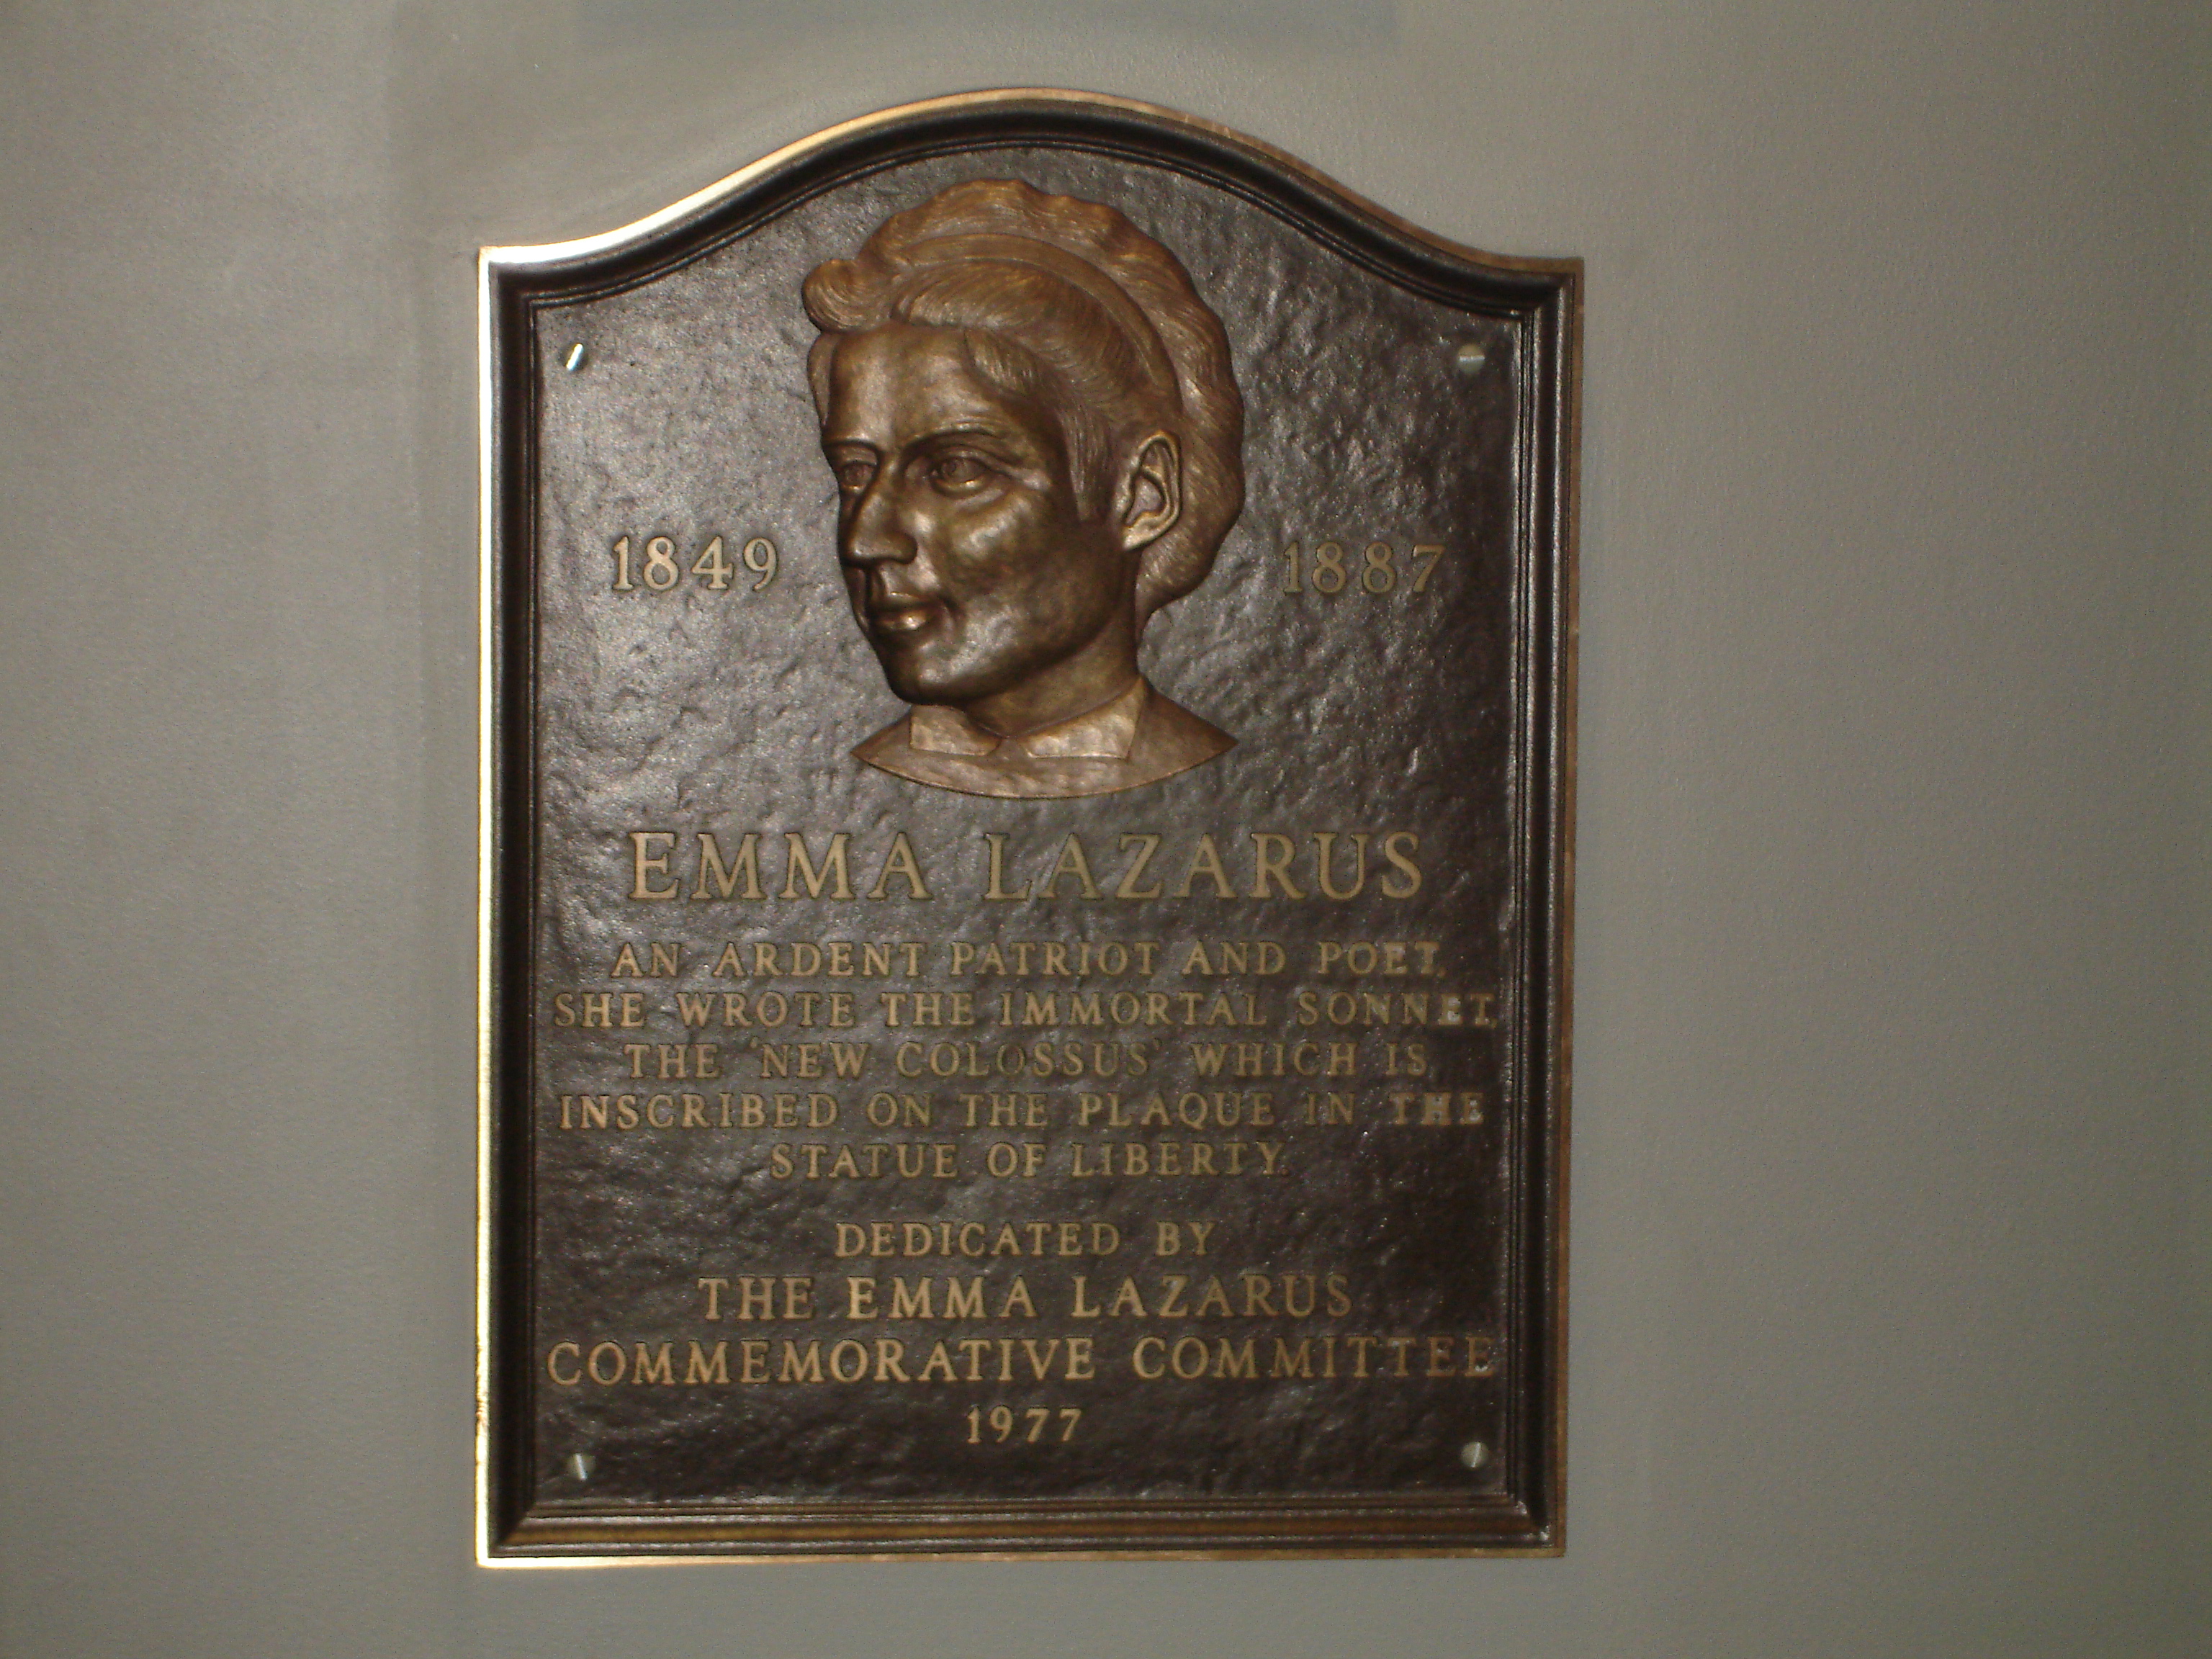 1849 1887
EMMA LAZARUS
AN ARDENT PATRIOT AND POET,
SHE WROTE THE IMMORTAL SONNET,
THE 'NEW COLOSSUS' WHICH IS
INSCRIBED ON THE PLAQUE IN THE
STATUE OF LIBERTY.
DEDICATED BY
THE EMMA LAZARUS
COMMEMORATIVE COMMITTEE
1977